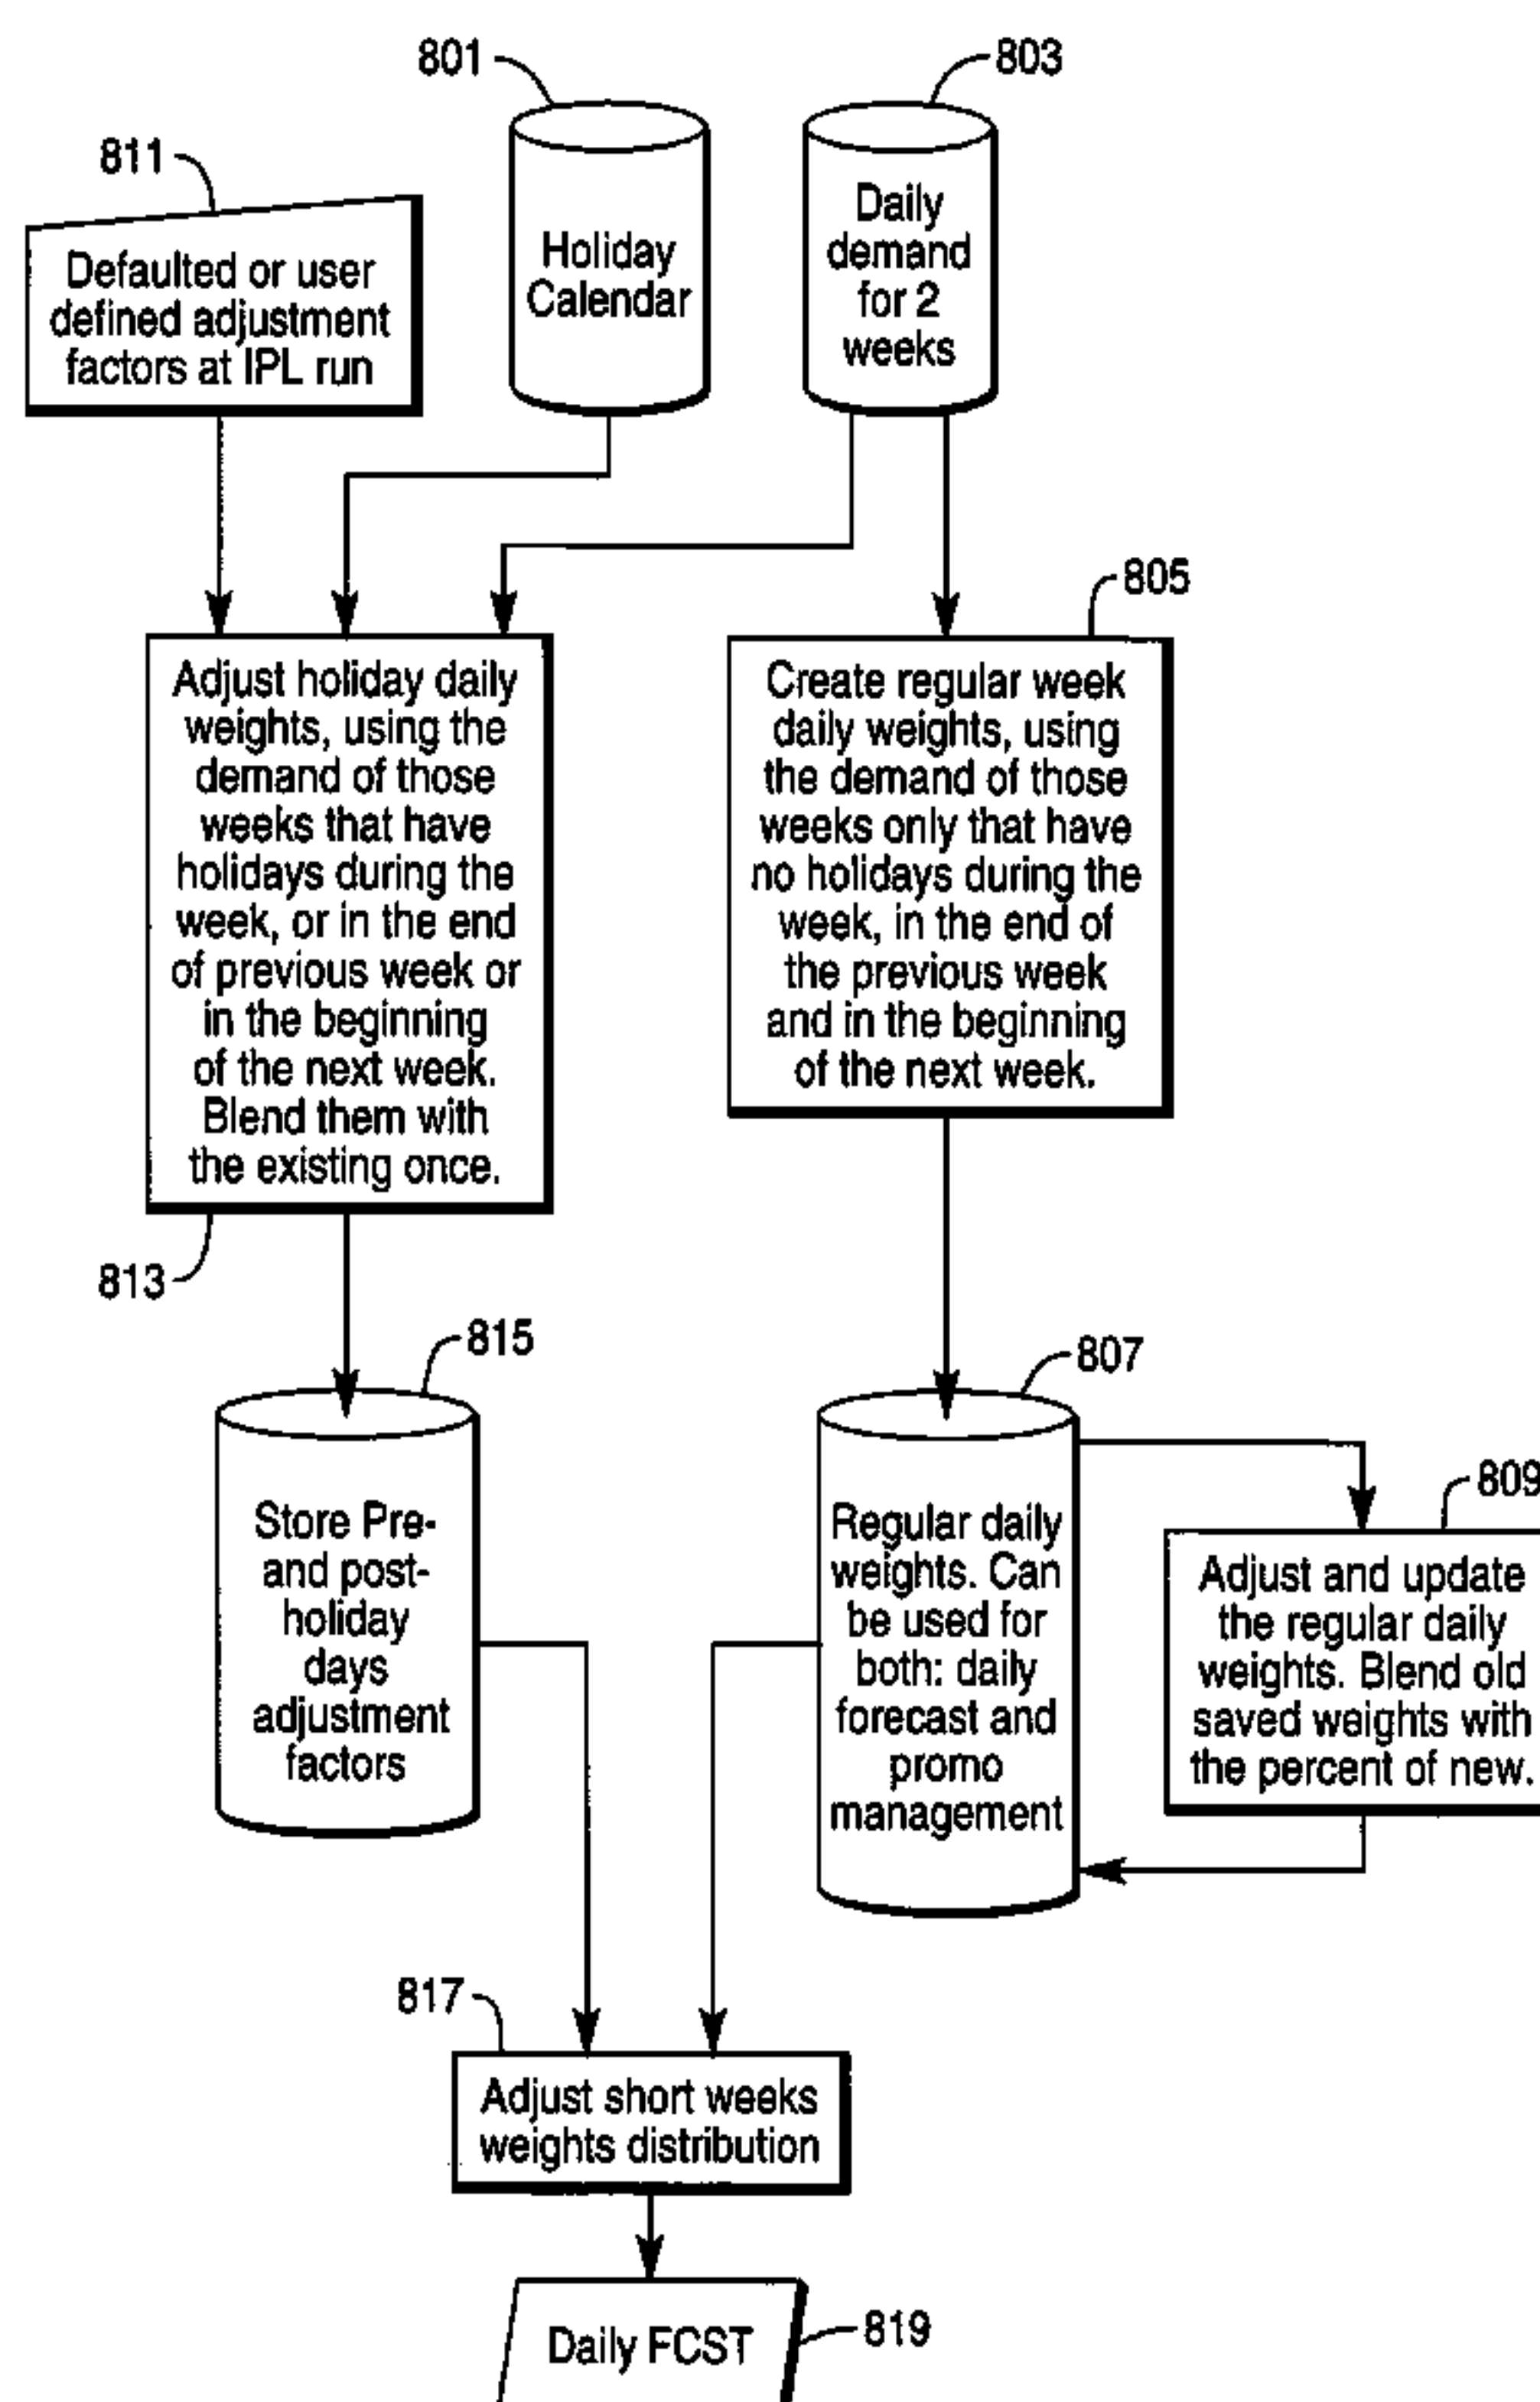 801
803
811
Defaulted or user
defined adjustment
factors at IPL run
Holiday
Calendar
Daily
demand
for 2
weeks
805
Adjust holiday daily
weights, using the
demand of those
weeks that have
holidays during the
week, or in the end
of previous week or
in the beginning
of the next week.
Blend them with
the existing once.
Create regular week
daily weights, using
the demand of those
weeks only that have
no holidays during the
week, in the end of
the previous week
and in the beginning
of the next week.
813
815
807
Store Pre-
and post-
holiday
days
adjustment
factors
Regular daily
weights. Can
be used for
both: daily
forecast and
promo
management
809
Adjust and update
the regular daily
weights. Blend old
saved weights with
the percent of new.
817
Adjust short weeks
weights distribution
Daily FCST
819